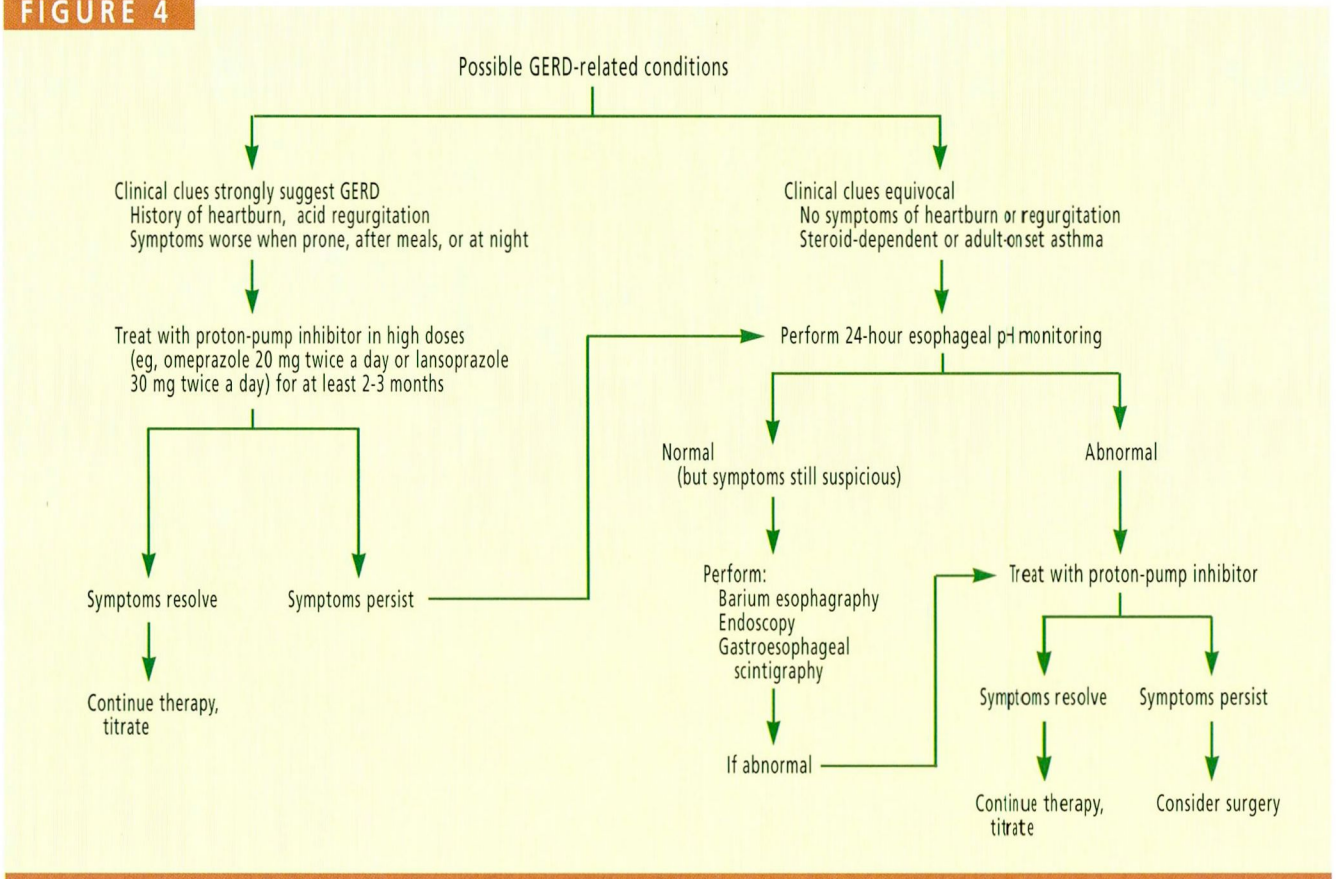 FIGURE 4
Possible GERD-related conditions
Clinical clues strongly suggest GERD
History of heartburn, acid regurgitation
Symptoms worse when prone, after meals, or at night
Treat with proton-pump inhibitor in high doses
(eg, omeprazole 20 mg twice a day or lansoprazole
30 mg twice a day) for at least 2-3 months
Symptoms resolve
Symptoms persist
Continue therapy,
titrate
Clinical clues equivocal
No symptoms of heartburn or regurgitation
Steroid-dependent or adult-onset asthma
Perform 24-hour esophageal pH monitoring
Normal
(but symptoms still suspicious)
Abnormal
Perform:
Barium esophagraphy
Endoscopy
Gastroesophageal
scintigraphy
If abnormal
Treat with proton-pump inhibitor
Symptoms resolve
Symptoms persist
Continue therapy,
titrate
Consider surgery